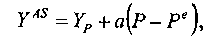 Y^{AS} = Y_P + a(P - P^e),